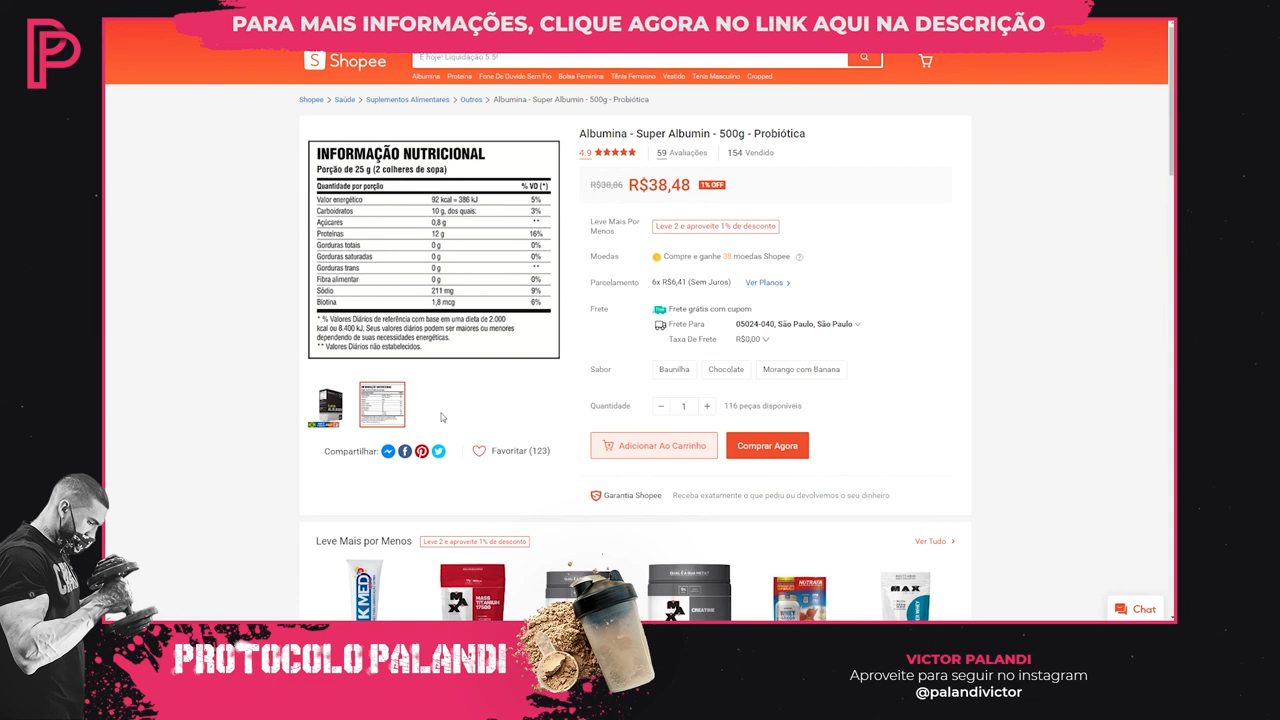 PARA MAIS INFORMAÇÕES, CLIQUE AGORA NO LINK AQUI NA DESCRIÇÃO
Shopee
É hoje! Liquidação 5.5!
Albumina Proteina Fone De Ouvido Sem Fio Bolsa Feminina Tênis Feminino Vestido Tenis Masculino Cropped
Shopee > Saúde > Suplementos Alimentares > Outros > Albumina - Super Albumin - 500g - Probiótica
INFORMAÇÃO NUTRICIONAL
Porção de 25 g (2 colheres de sopa)
Quantidade por porção % VD (*)
Valor energético 92 kcal = 386 kJ 5%
Carboidratos 10 g, dos quais: 3%
Açúcares 0,8 g **
Proteínas 12 g 16%
Gorduras totais 0 g 0%
Gorduras saturadas 0 g 0%
Gorduras trans 0 g **
Fibra alimentar 0 g 0%
Sódio 211 mg 9%
Biotina 1,8 mcg 6%
* % Valores Diários de referência com base em uma dieta de 2.000
kcal ou 8.400 kJ. Seus valores diários podem ser maiores ou menores
dependendo de suas necessidades energéticas.
** Valores Diários não estabelecidos.
Compartilhar:
Favoritar (123)
Albumina - Super Albumin - 500g - Probiótica
4.9 59 Avaliações 154 Vendido
R$38,86 R$38,48 1% OFF
Leve Mais Por
Menos
Leve 2 e aproveite 1% de desconto
Moedas Compre e ganhe 38 moedas Shopee
Parcelamento 6x R$6,41 (Sem Juros) Ver Planos >
Frete Frete grátis com cupom
Frete Para 05024-040, São Paulo, São Paulo
Taxa De Frete R$0,00
Sabor Baunilha Chocolate Morango com Banana
Quantidade − 1 + 116 peças disponíveis
Adicionar Ao Carrinho Comprar Agora
Garantia Shopee Receba exatamente o que pediu ou devolvemos o seu dinheiro
Leve Mais por Menos Leve 2 e aproveite 1% de desconto Ver Tudo >
KMED
MASS
TITANIUM
17500
MAX
CREATINE
NUTRATA
MAX
Chat
PROTOCOLO PALANDI
VICTOR PALANDI
Aproveite para seguir no instagram
@palandivictor